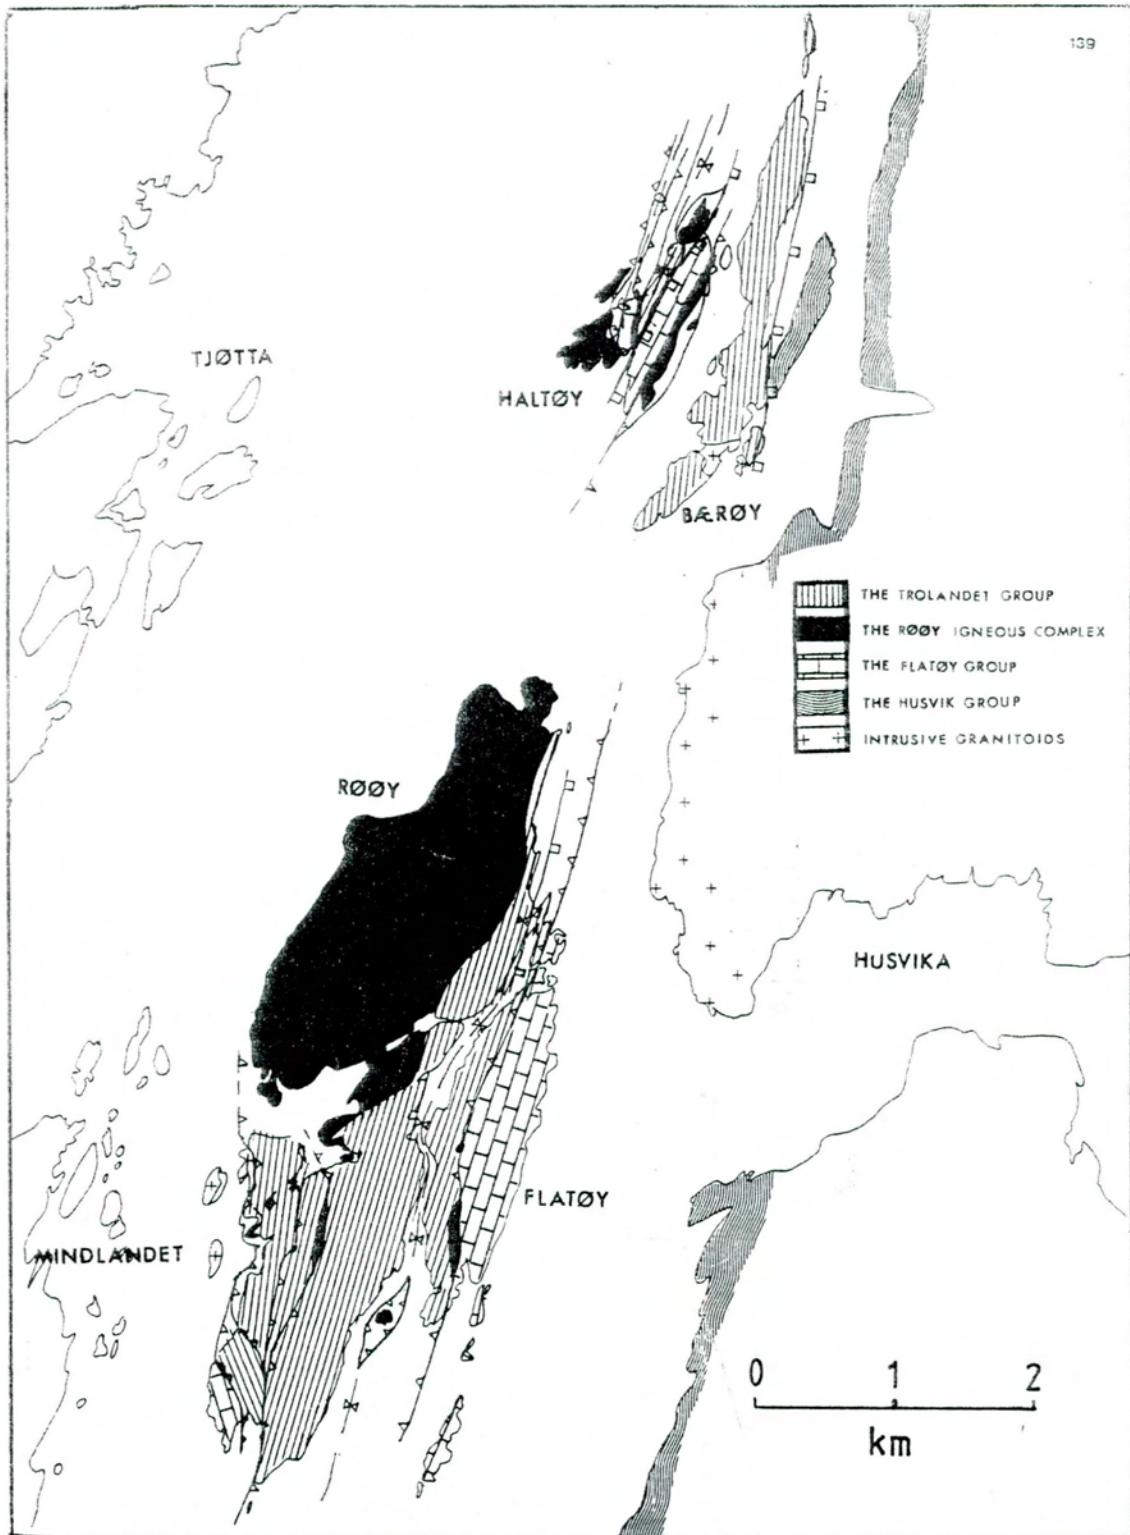 139
TJØTTA
HALTØY
BÆRØY
THE TROLANDET GROUP
THE RØØY IGNEOUS COMPLEX
THE FLATØY GROUP
THE HUSVIK GROUP
INTRUSIVE GRANITOIDS
RØØY
HUSVIKA
FLATØY
MINDLANDET
0 1 2
km